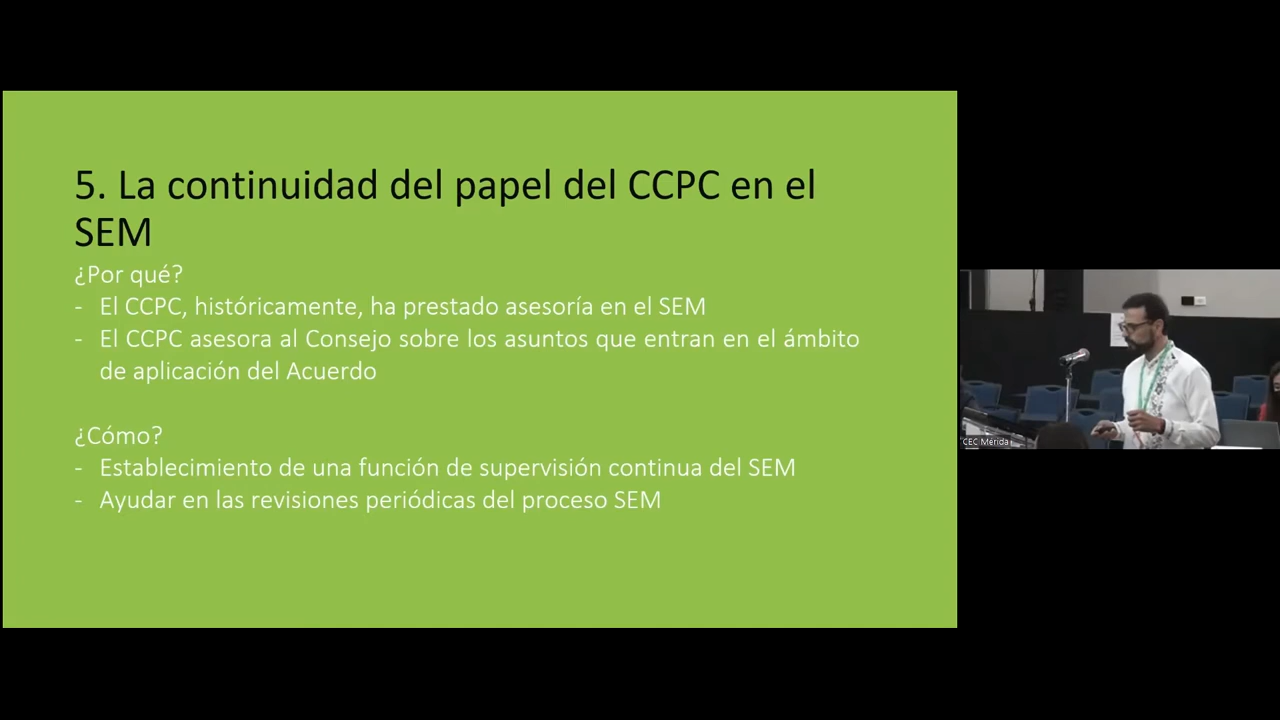 5. La continuidad del papel del CCPC en el
SEM
¿Por qué?
- El CCPC, históricamente, ha prestado asesoría en el SEM
- El CCPC asesora al Consejo sobre los asuntos que entran en el ámbito
de aplicación del Acuerdo
¿Cómo?
- Establecimiento de una función de supervisión continua del SEM
- Ayudar en las revisiones periódicas del proceso SEM
CEC Mérida